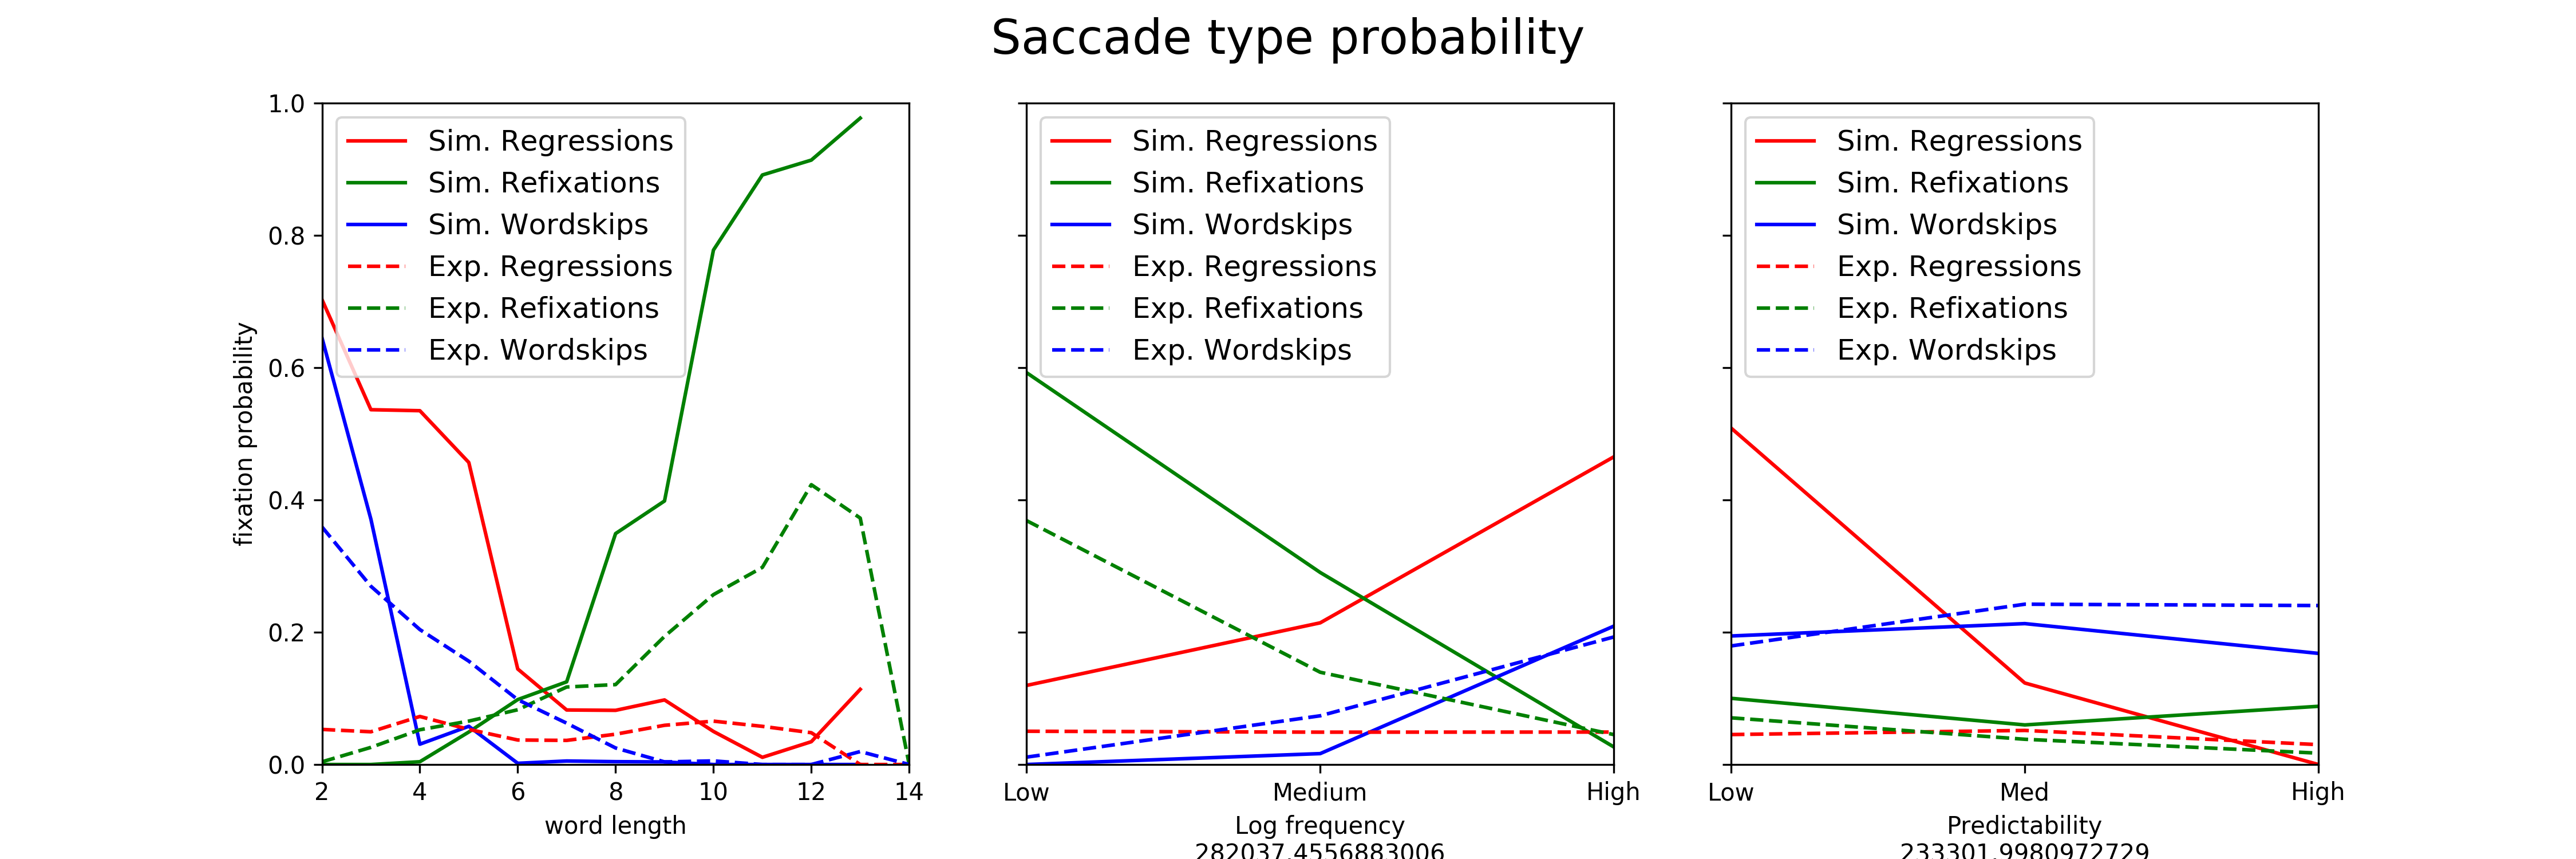 Saccade type probability
fixation probability
1.0
0.8
0.6
0.4
0.2
0.0
2 4 6 8 10 12 14
word length
Sim. Regressions
Sim. Refixations
Sim. Wordskips
Exp. Regressions
Exp. Refixations
Exp. Wordskips
Sim. Regressions
Sim. Refixations
Sim. Wordskips
Exp. Regressions
Exp. Refixations
Exp. Wordskips
Low Medium High
Log frequency
282037.4556883006
Sim. Regressions
Sim. Refixations
Sim. Wordskips
Exp. Regressions
Exp. Refixations
Exp. Wordskips
Low Med High
Predictability
233301.9980972729